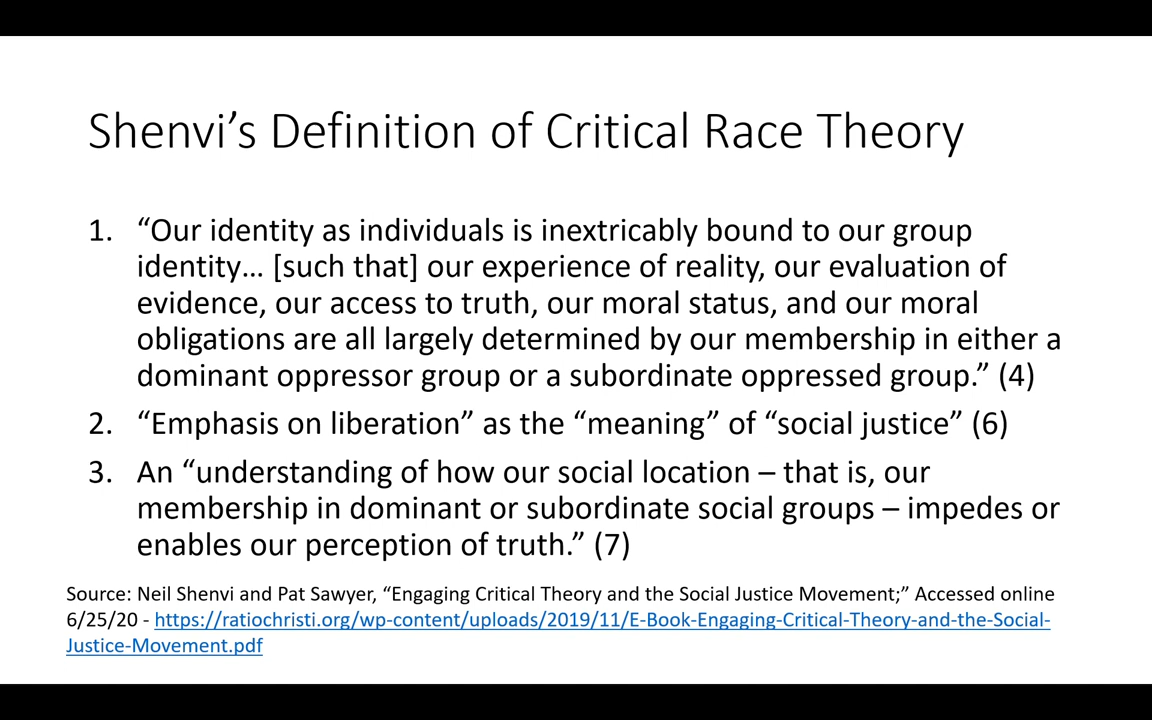 Shenvi’s Definition of Critical Race Theory
1. “Our identity as individuals is inextricably bound to our group
identity… [such that] our experience of reality, our evaluation of
evidence, our access to truth, our moral status, and our moral
obligations are all largely determined by our membership in either a
dominant oppressor group or a subordinate oppressed group.” (4)
2. “Emphasis on liberation” as the “meaning” of “social justice” (6)
3. An “understanding of how our social location – that is, our
membership in dominant or subordinate social groups – impedes or
enables our perception of truth.” (7)
Source: Neil Shenvi and Pat Sawyer, “Engaging Critical Theory and the Social Justice Movement;” Accessed online
6/25/20 - https://ratiochristi.org/wp-content/uploads/2019/11/E-Book-Engaging-Critical-Theory-and-the-Social-
Justice-Movement.pdf